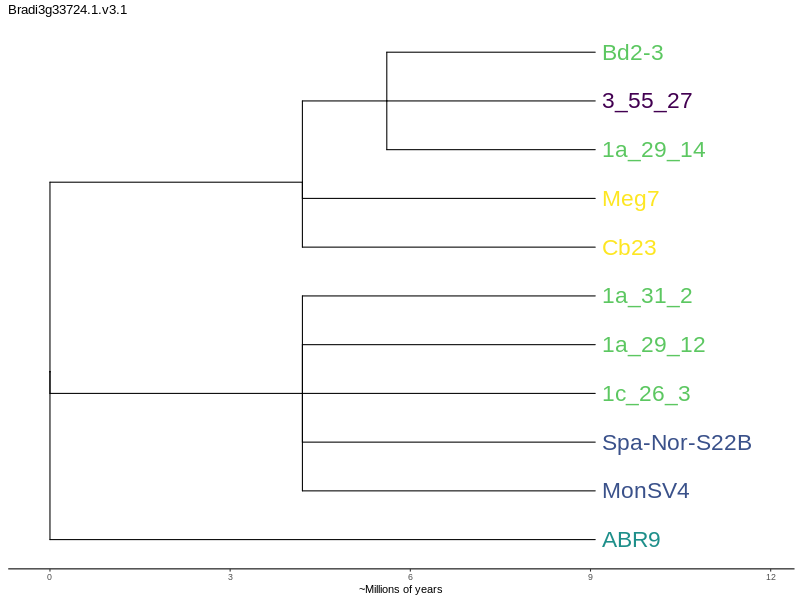 Bradi3g33724.1.v3.1
Bd2-3
3_55_27
1a_29_14
Meg7
Cb23
1a_31_2
1a_29_12
1c_26_3
Spa-Nor-S22B
MonSV4
ABR9
0 3 6 9 12
~Millions of years